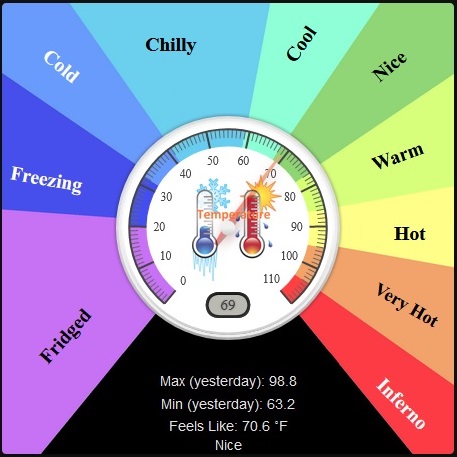 Chilly
Cool
Cold
Nice
Warm
Freezing
Hot
Very Hot
Fridged
Inferno
0
10
20
30
40
50
60
70
80
90
100
110
Temperature
69
Max (yesterday): 98.8
Min (yesterday): 63.2
Feels Like: 70.6 °F
Nice